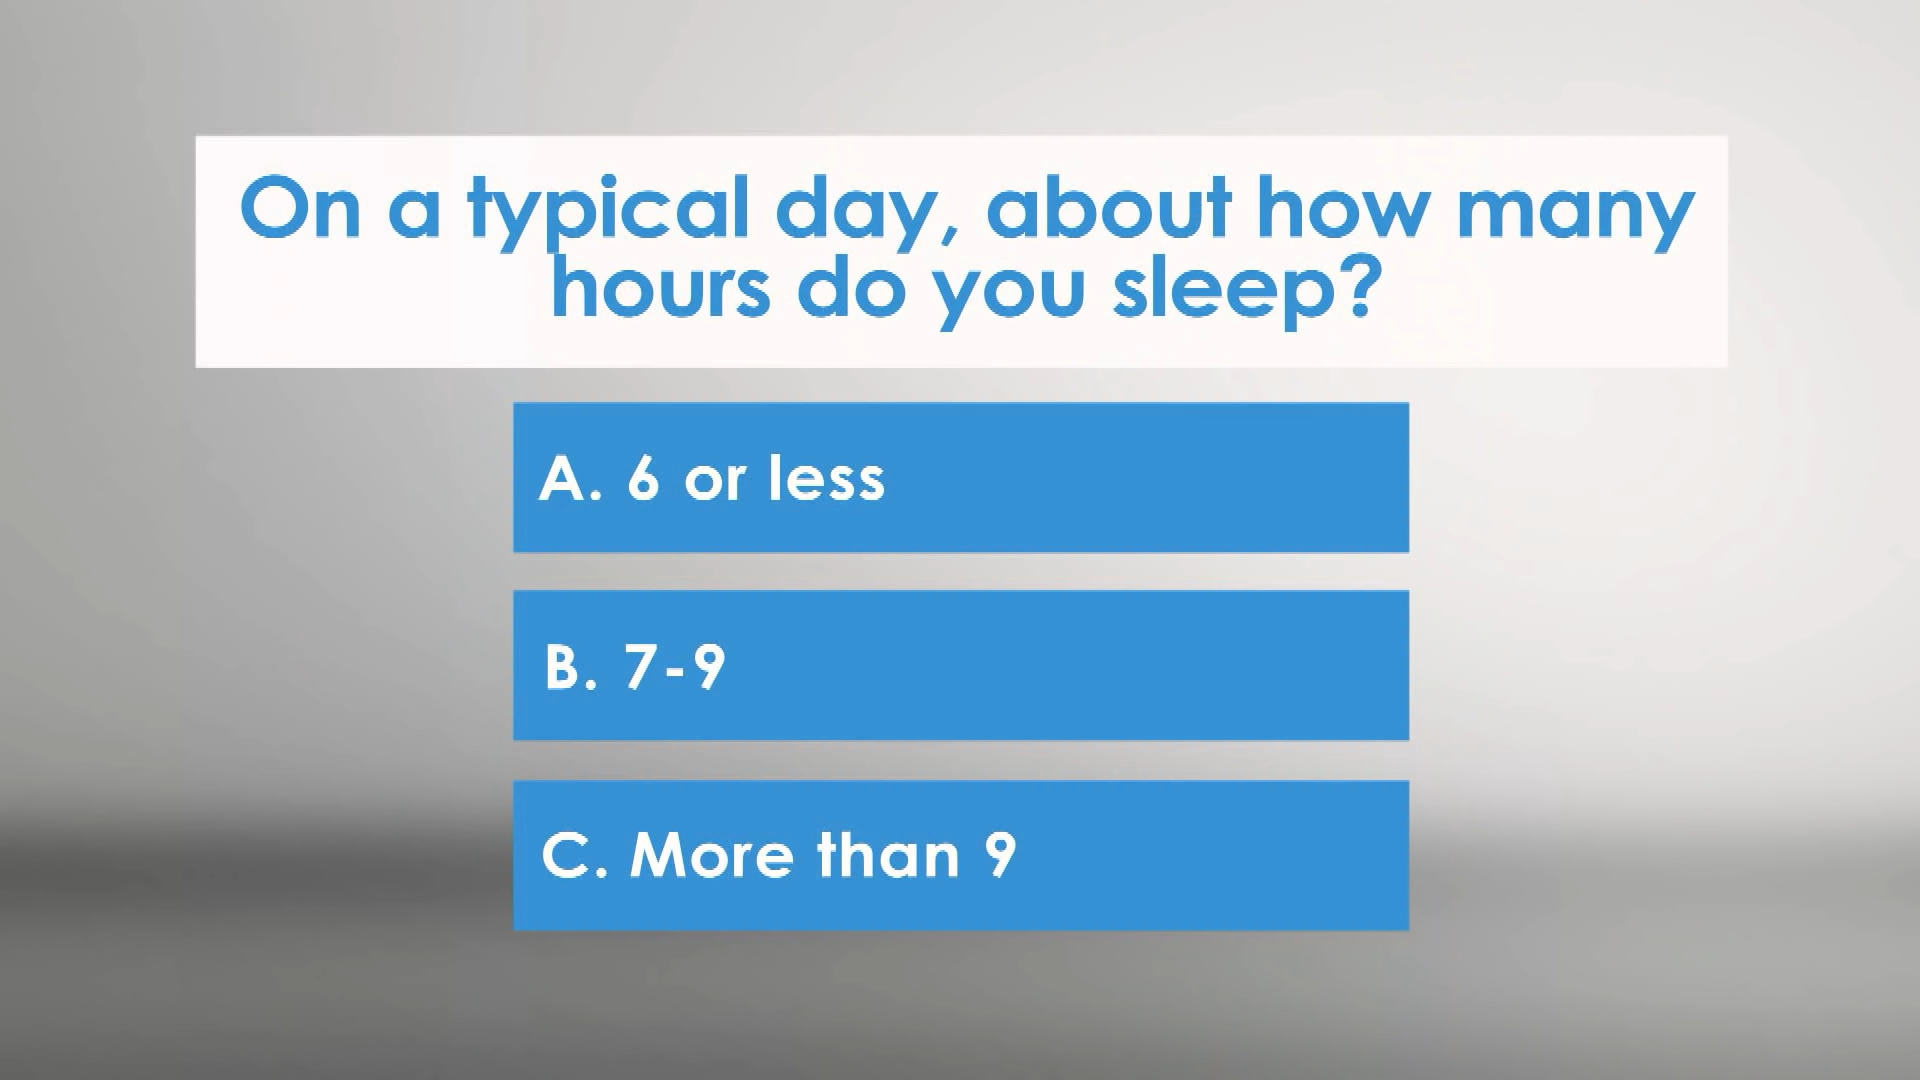 On a typical day, about how many
hours do you sleep?
A. 6 or less
B. 7-9
C. More than 9